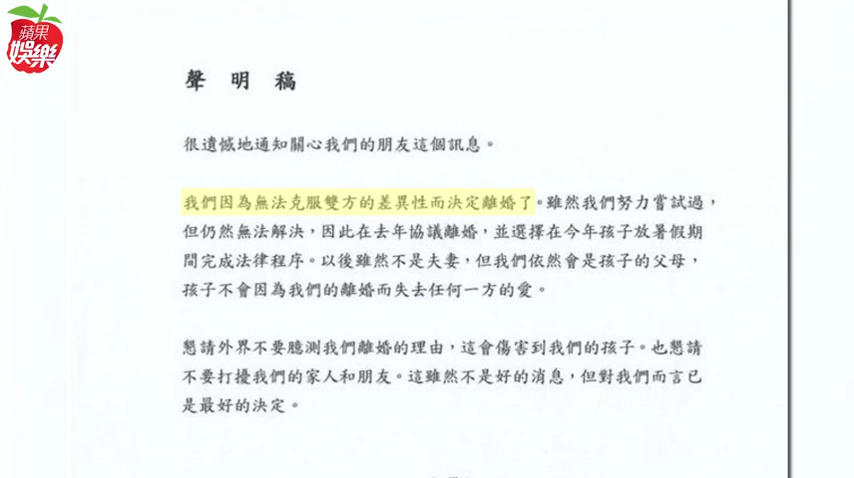 蘋果
娛樂
聲明稿
很遺憾地通知關心我們的朋友這個訊息。
我們因為無法克服雙方的差異性而決定離婚了。雖然我們努力嘗試過，
但仍然無法解決，因此在去年協議離婚，並選擇在今年孩子放暑假期
間完成法律程序。以後雖然不是夫妻，但我們依然會是孩子的父母，
孩子不會因為我們的離婚而失去任何一方的愛。
懇請外界不要臆測我們離婚的理由，這會傷害到我們的孩子。也懇請
不要打擾我們的家人和朋友。這雖然不是好的消息，但對我們而言已
是最好的決定。